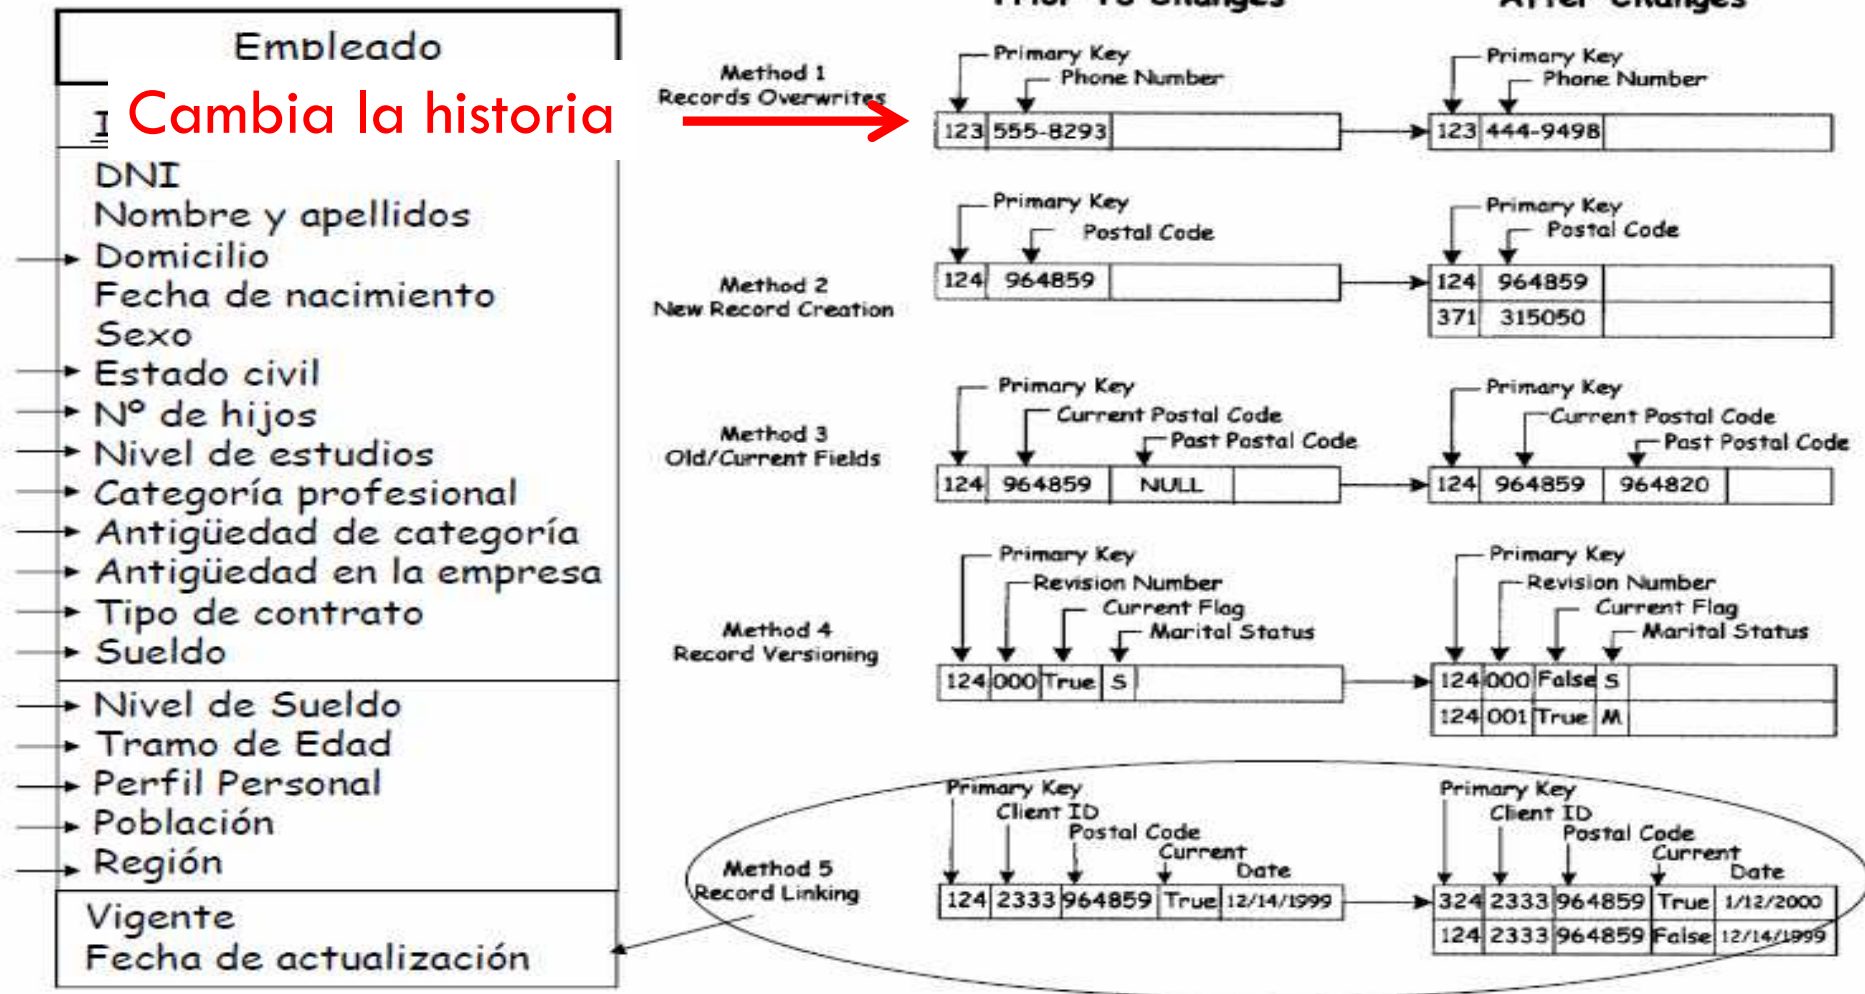 Empleado
Cambia la historia
DNI
Nombre y apellidos
Domicilio
Fecha de nacimiento
Sexo
Estado civil
Nº de hijos
Nivel de estudios
Categoría profesional
Antigüedad de categoría
Antigüedad en la empresa
Tipo de contrato
Sueldo
Nivel de Sueldo
Tramo de Edad
Perfil Personal
Población
Región
Vigente
Fecha de actualización
Prior To Changes
After Changes
Method 1
Records Overwrites
Primary Key
Phone Number
123 555-8293
Primary Key
Phone Number
123 444-9498
Method 2
New Record Creation
Primary Key
Postal Code
124 964859
Primary Key
Postal Code
124 964859
371 315050
Method 3
Old/Current Fields
Primary Key
Current Postal Code
Past Postal Code
124 964859 NULL
Primary Key
Current Postal Code
Past Postal Code
124 964859 964820
Method 4
Record Versioning
Primary Key
Revision Number
Current Flag
Marital Status
124 000 True S
Primary Key
Revision Number
Current Flag
Marital Status
124 000 False S
124 001 True M
Method 5
Record Linking
Primary Key
Client ID
Postal Code
Current
Date
124 2333 964859 True 12/14/1999
Primary Key
Client ID
Postal Code
Current
Date
324 2333 964859 True 1/12/2000
124 2333 964859 False 12/14/1999